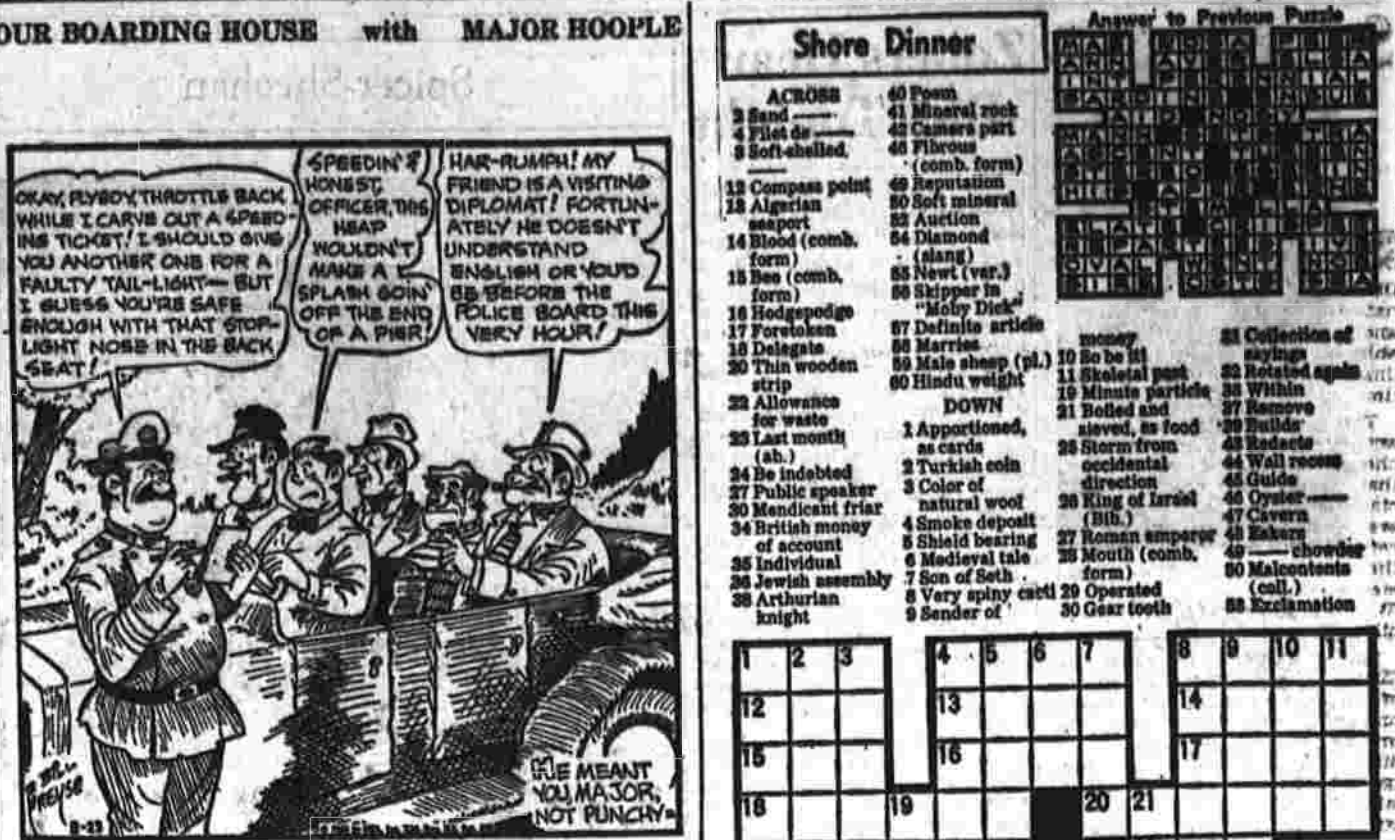 OUR BOARDING HOUSE with MAJOR HOOPLE
OKAY, FLYBOY, THROTTLE BACK
WHILE I CARVE OUT A SPEED-
ING TICKET! I SHOULD GIVE
YOU ANOTHER ONE FOR A
FAULTY TAIL-LIGHT— BUT
I GUESS YOU'RE SAFE
ENOUGH WITH THAT STOP-
LIGHT NOSE IN THE BACK
SEAT!
SPEEDIN'?
HONEST,
OFFICER, THIS
HEAP
WOULDN'T
MAKE A
SPLASH GOIN'
OFF THE END
OF A PIER!
HAR-RUMPH! MY
FRIEND IS A VISITING
DIPLOMAT! FORTUN-
ATELY HE DOESN'T
UNDERSTAND
ENGLISH OR YOU'D
BE BEFORE THE
POLICE BOARD THIS
VERY HOUR!
HE MEANT
YOU, MAJOR,
NOT PUNCHY=
BILL
FREYSE
8-29
Shore Dinner
ACROSS
2 Sand ——
4 Filet de ——
8 Soft-shelled
——
12 Compass point
13 Algerian
seaport
14 Blood (comb.
form)
15 Bee (comb.
form)
16 Hodgepodge
17 Foretoken
18 Delegate
20 Thin wooden
strip
22 Allowance
for waste
23 Last month
(ab.)
24 Be indebted
27 Public speaker
30 Mendicant friar
34 British money
of account
35 Individual
36 Jewish assembly
38 Arthurian
knight
40 Poem
41 Mineral rock
42 Camera part
46 Fibrous
(comb. form)
49 Reputation
50 Soft mineral
52 Auction
54 Diamond
(slang)
55 Newt (var.)
56 Skipper in
"Moby Dick"
57 Definite article
58 Marries
59 Male sheep (pl.)
60 Hindu weight
DOWN
1 Apportioned,
as cards
2 Turkish coin
3 Color of
natural wool
4 Smoke deposit
5 Shield bearing
6 Medieval tale
7 Son of Seth
8 Very spiny cacti
9 Sender of
Answer to Previous Puzzle
money
10 So be it!
11 Skeletal part
19 Minute particle
21 Boiled and
sieved, as food
25 Storm from
occidental
direction
26 King of Israel
(Bib.)
27 Roman emperor
28 Mouth (comb.
form)
29 Operated
30 Gear tooth
31 Collection of
sayings
32 Rotated again
33 Within
37 Remove
39 Builds
43 Redacts
44 Wall recess
45 Guide
46 Oyster ——
47 Cavern
48 Eskers
49 —— chowder
50 Malcontents
(coll.)
53 Exclamation
1 2 3 4 5 6 7 8 9 10 11
12 13 14
15 16 17
18 19 20 21